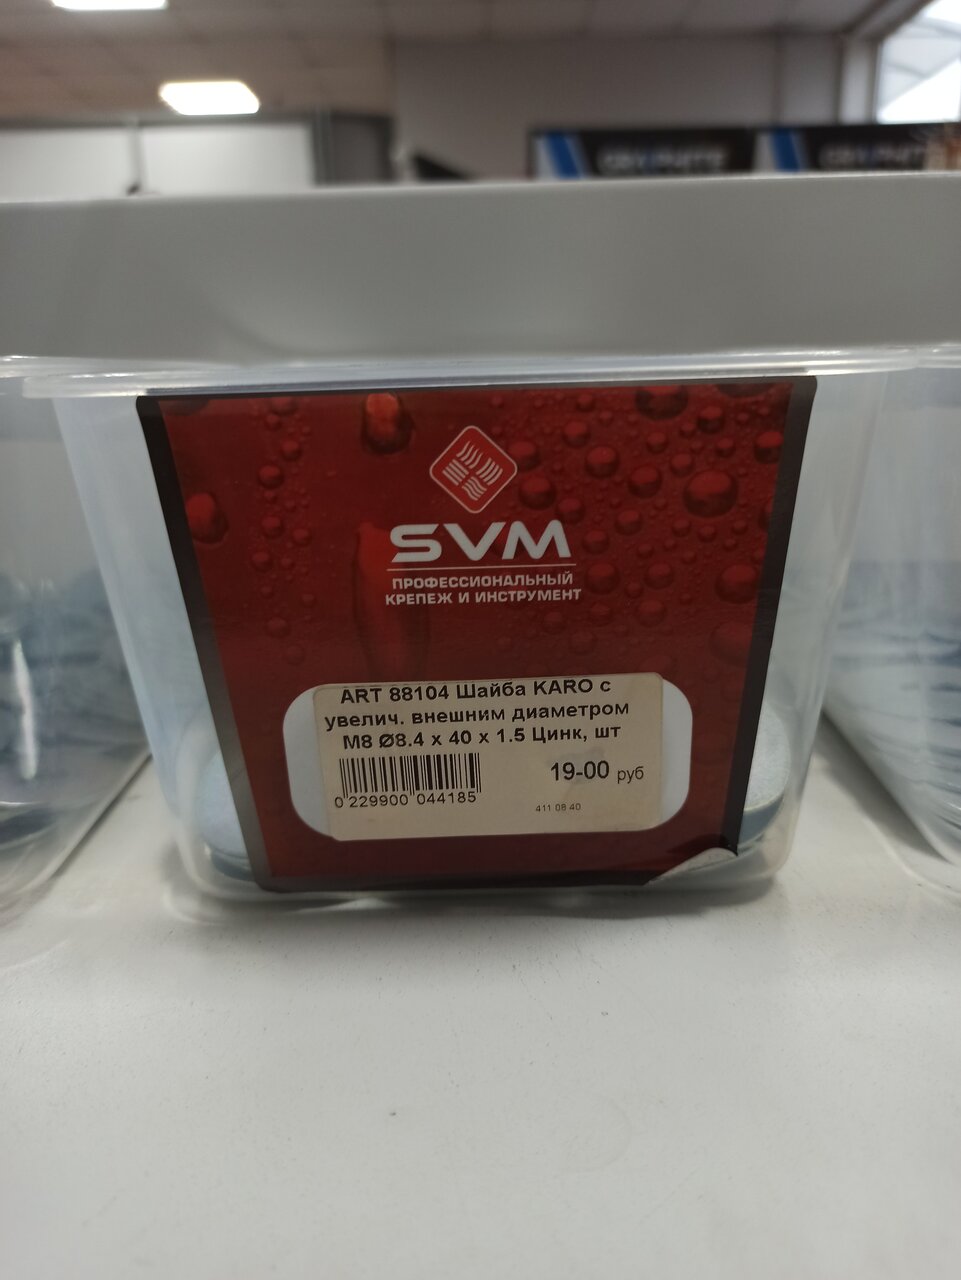 SVM
ПРОФЕССИОНАЛЬНЫЙ
КРЕПЕЖ И ИНСТРУМЕНТ
ART 88104 Шайба KARO с
увелич. внешним диаметром
М8 Ø8.4 x 40 x 1.5 Цинк, шт
19-00 руб
0 229900 044185
411 08 40